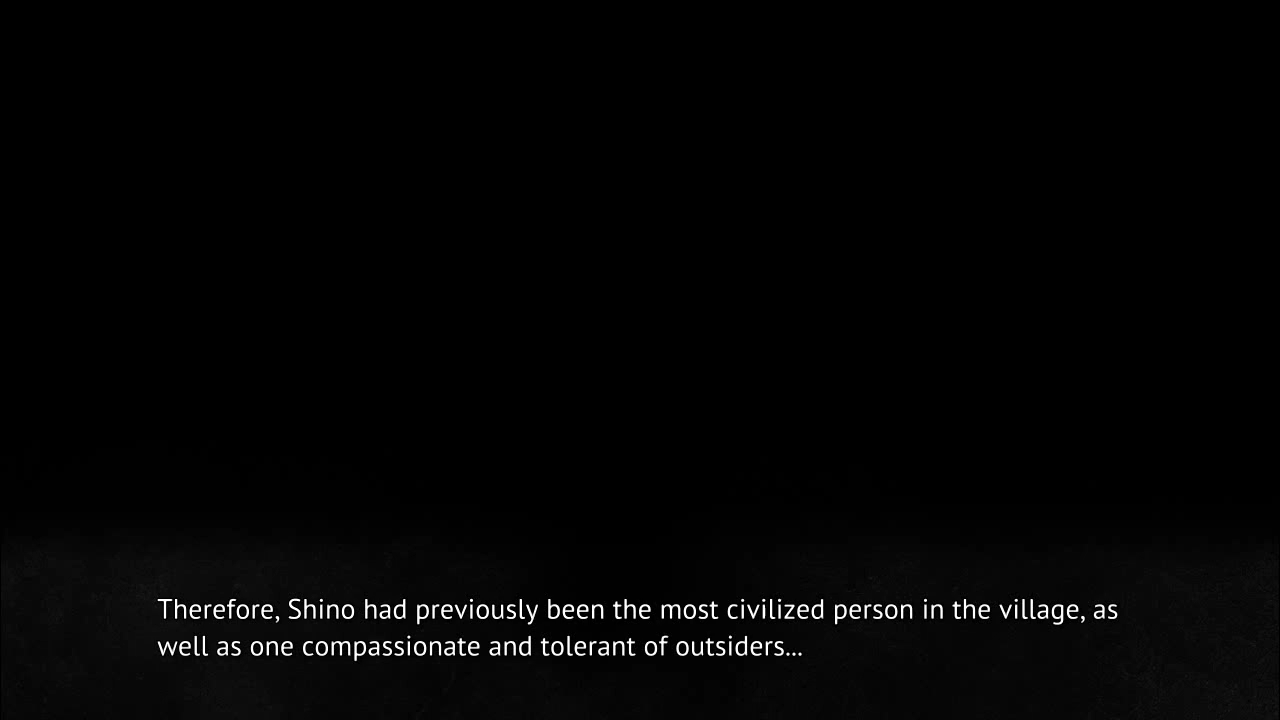 Therefore, Shino had previously been the most civilized person in the village, as
well as one compassionate and tolerant of outsiders...